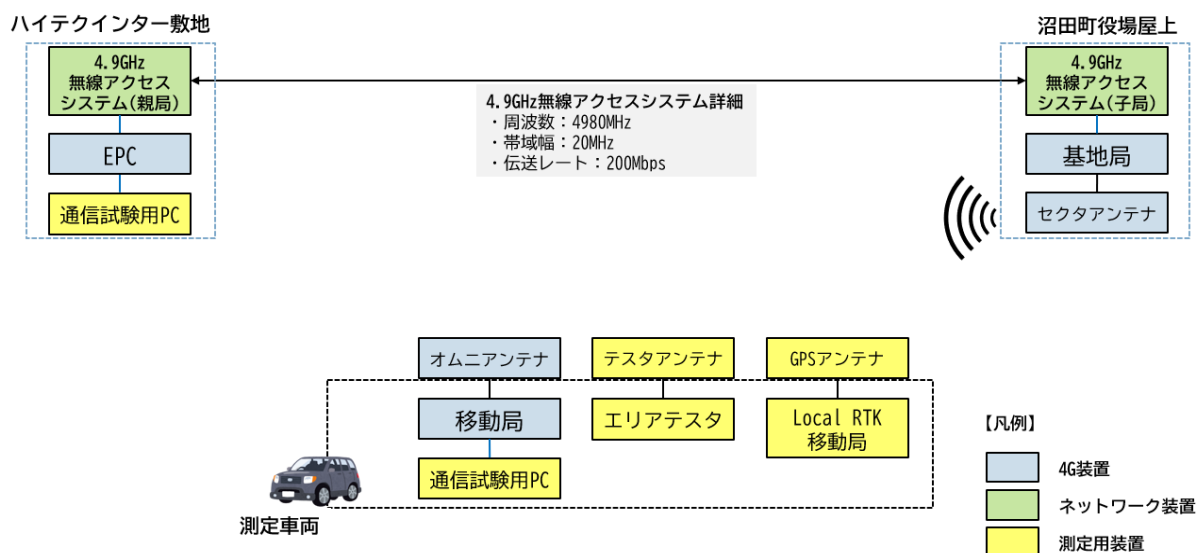 ハイテクインター敷地
沼田町役場屋上
4.9GHz
無線アクセス
システム(親局)
4.9GHz
無線アクセス
システム(子局)
4.9GHz無線アクセスシステム詳細
・周波数：4980MHz
・帯域幅：20MHz
・伝送レート：200Mbps
EPC
基地局
通信試験用PC
セクタアンテナ
オムニアンテナ
テスタアンテナ
GPSアンテナ
移動局
エリアテスタ
Local RTK
移動局
通信試験用PC
測定車両
【凡例】
4G装置
ネットワーク装置
測定用装置